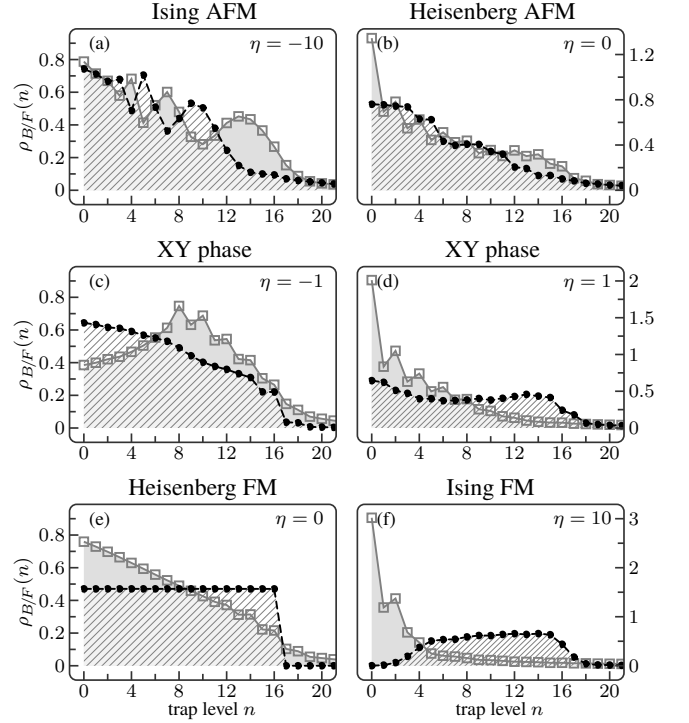 Ising AFM
Heisenberg AFM
(a)
η = −10
(b)
η = 0
ρB/F(n)
0.8
0.6
0.4
0.2
0
1.2
0.8
0.4
0
0 4 8 12 16 20
0 4 8 12 16 20
XY phase
XY phase
(c)
η = −1
(d)
η = 1
ρB/F(n)
0.8
0.6
0.4
0.2
0
2
1.5
1
0.5
0
0 4 8 12 16 20
0 4 8 12 16 20
Heisenberg FM
Ising FM
(e)
η = 0
(f)
η = 10
ρB/F(n)
0.8
0.6
0.4
0.2
0
3
2
1
0
0 4 8 12 16 20
0 4 8 12 16 20
trap level n
trap level n